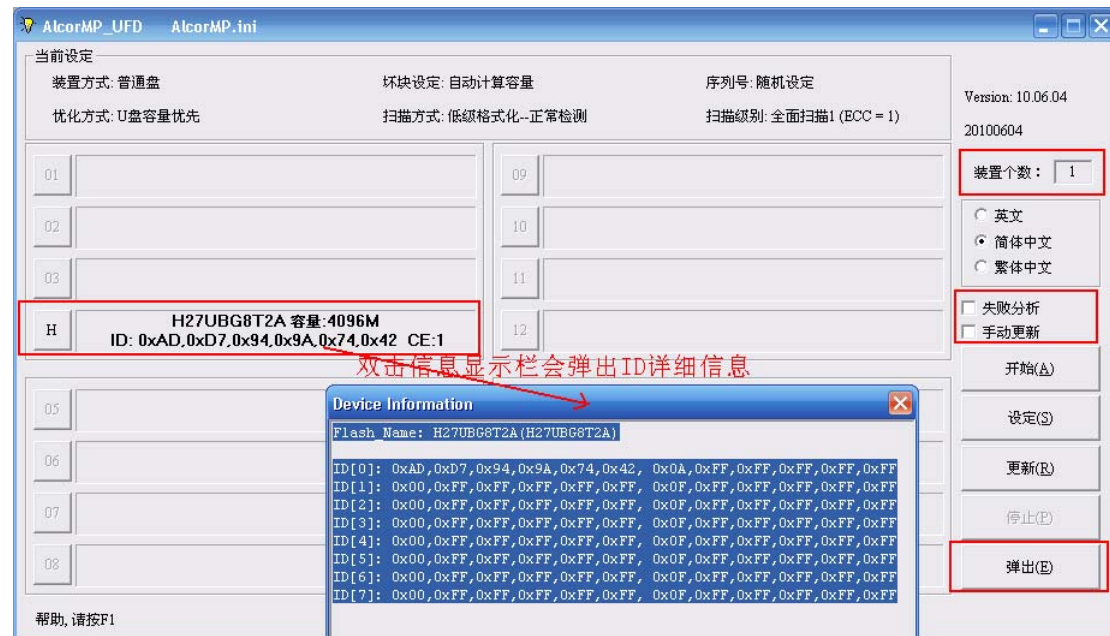 AlcorMP_UFD AlcorMP.ini
当前设定
装置方式: 普通盘 坏块设定: 自动计算容量 序列号: 随机设定
优化方式: U盘容量优先 扫描方式: 低级格式化--正常检测 扫描级别: 全面扫描1 (ECC = 1)
Version: 10.06.04
20100604
装置个数： 1
英文
简体中文
繁体中文
失败分析
手动更新
开始(A)
设定(S)
更新(R)
停止(P)
弹出(E)
01
02
03
H
H27UBG8T2A 容量:4096M
ID: 0xAD,0xD7,0x94,0x9A,0x74,0x42 CE:1
09
10
11
12
双击信息显示栏会弹出ID详细信息
05
06
07
08
Device Information
Flash_Name: H27UBG8T2A(H27UBG8T2A)
ID[0]: 0xAD,0xD7,0x94,0x9A,0x74,0x42, 0x0A,0xFF,0xFF,0xFF,0xFF,0xFF
ID[1]: 0x00,0xFF,0xFF,0xFF,0xFF,0xFF, 0x0F,0xFF,0xFF,0xFF,0xFF,0xFF
ID[2]: 0x00,0xFF,0xFF,0xFF,0xFF,0xFF, 0x0F,0xFF,0xFF,0xFF,0xFF,0xFF
ID[3]: 0x00,0xFF,0xFF,0xFF,0xFF,0xFF, 0x0F,0xFF,0xFF,0xFF,0xFF,0xFF
ID[4]: 0x00,0xFF,0xFF,0xFF,0xFF,0xFF, 0x0F,0xFF,0xFF,0xFF,0xFF,0xFF
ID[5]: 0x00,0xFF,0xFF,0xFF,0xFF,0xFF, 0x0F,0xFF,0xFF,0xFF,0xFF,0xFF
ID[6]: 0x00,0xFF,0xFF,0xFF,0xFF,0xFF, 0x0F,0xFF,0xFF,0xFF,0xFF,0xFF
ID[7]: 0x00,0xFF,0xFF,0xFF,0xFF,0xFF, 0x0F,0xFF,0xFF,0xFF,0xFF,0xFF
帮助, 请按F1